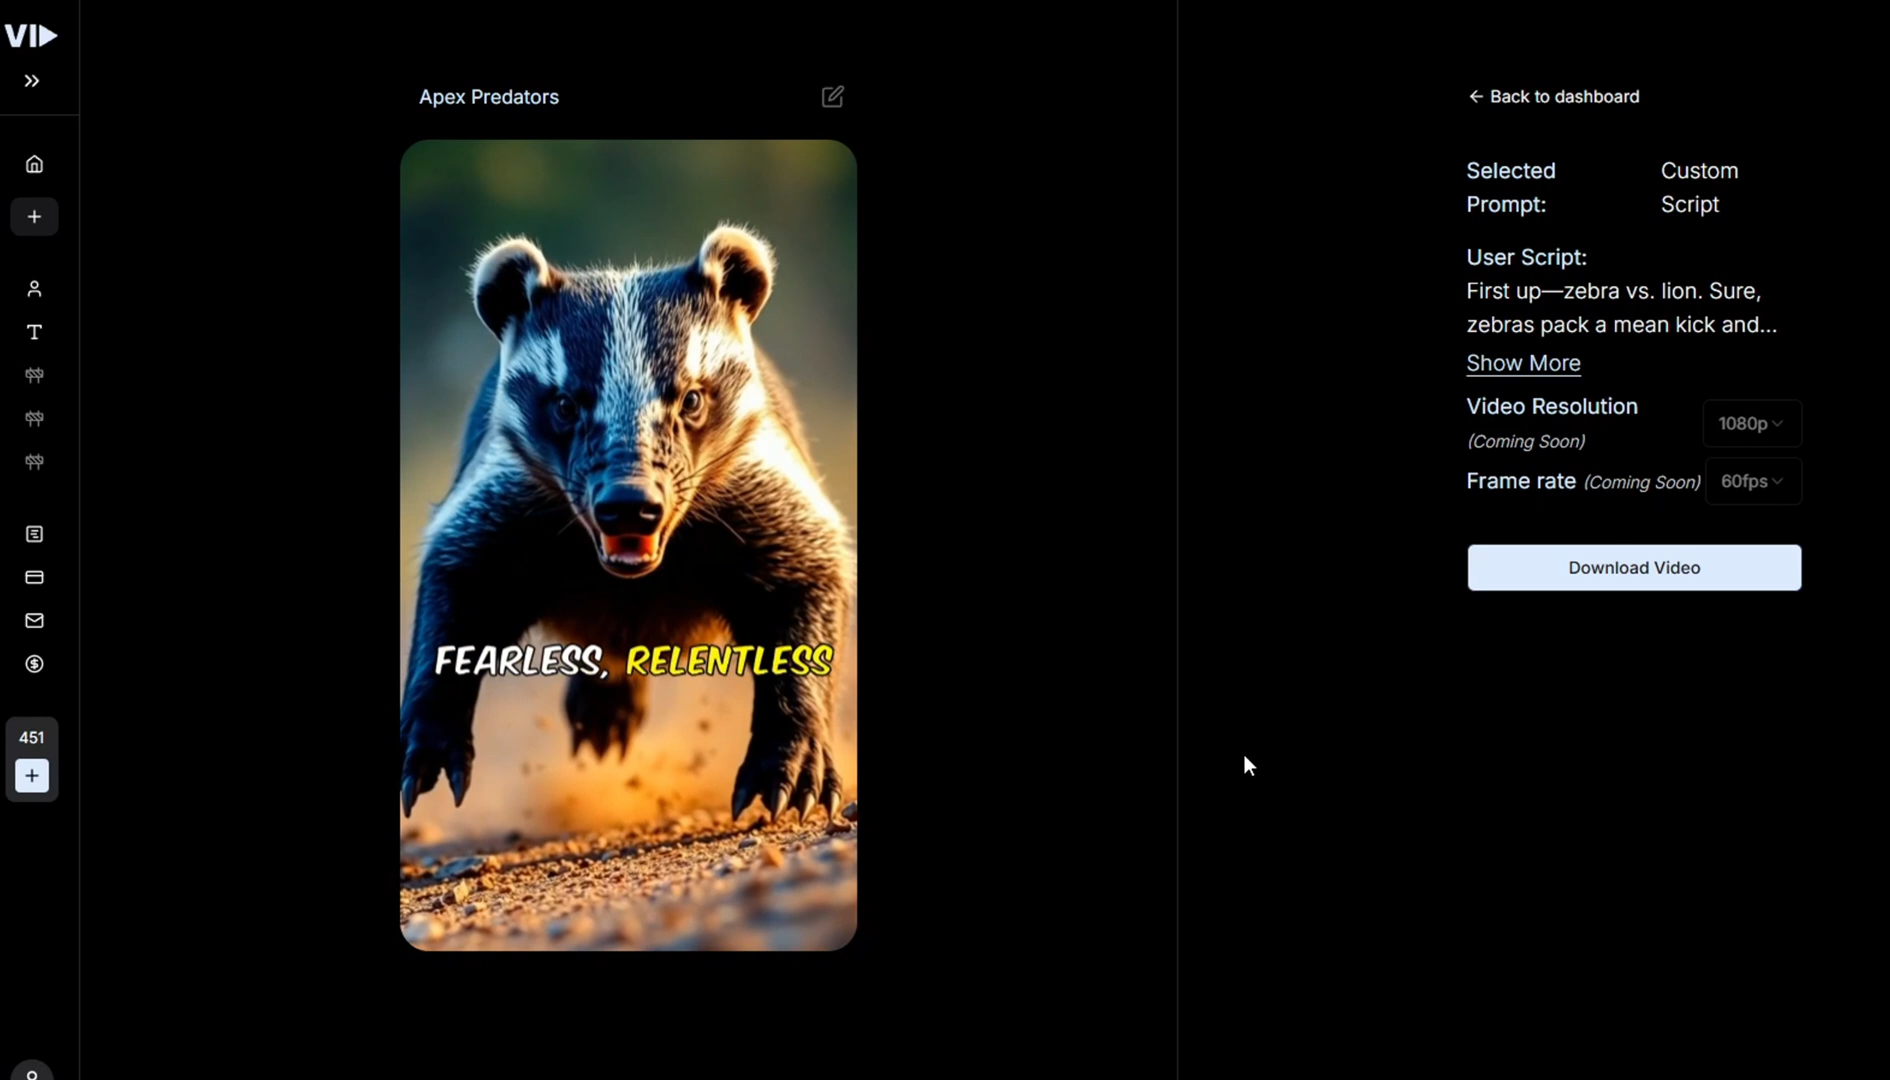 VI
Apex Predators
FEARLESS, RELENTLESS
451
Back to dashboard
Selected Prompt:
Custom Script
User Script:
First up—zebra vs. lion. Sure,
zebras pack a mean kick and...
Show More
Video Resolution
(Coming Soon)
1080p
Frame rate (Coming Soon)
60fps
Download Video